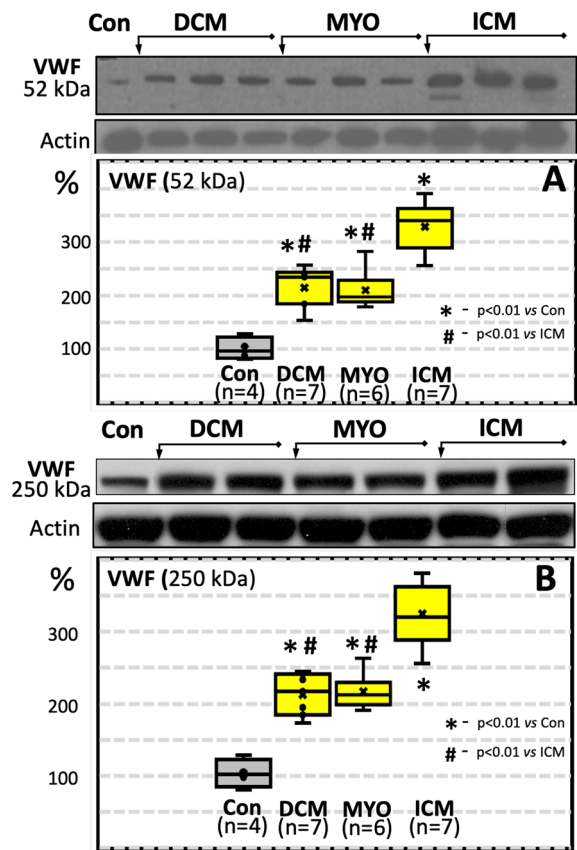 Con DCM MYO ICM
VWF
52 kDa
Actin
% VWF (52 kDa) A
*
300 *# *#
200
* - p<0.01 vs Con
# - p<0.01 vs ICM
100
Con DCM MYO ICM
(n=4) (n=7) (n=6) (n=7)
Con DCM MYO ICM
VWF
250 kDa
Actin
% VWF (250 kDa) B
300
* # * #
*
200
* - p<0.01 vs Con
# - p<0.01 vs ICM
100
Con DCM MYO ICM
(n=4) (n=7) (n=6) (n=7)